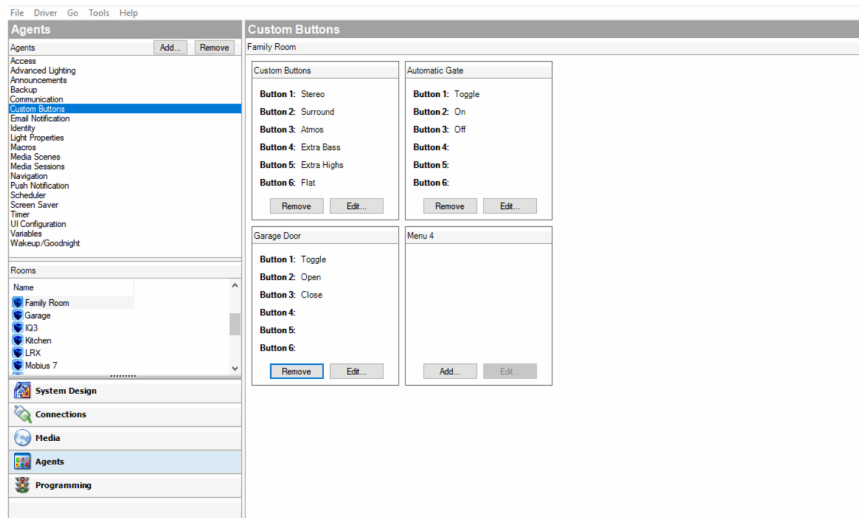 File Driver Go Tools Help
Agents
Agents Add... Remove
Access
Advanced Lighting
Announcements
Backup
Communication
Custom Buttons
Email Notification
Identity
Light Properties
Macros
Media Scenes
Media Sessions
Navigation
Push Notification
Scheduler
Screen Saver
Timer
UI Configuration
Variables
Wakeup/Goodnight
Rooms
Name
Family Room
Garage
IQ3
Kitchen
LRX
Mobius 7
System Design
Connections
Media
Agents
Programming
Custom Buttons
Family Room
Custom Buttons
Button 1: Stereo
Button 2: Surround
Button 3: Atmos
Button 4: Extra Bass
Button 5: Extra Highs
Button 6: Flat
Remove Edit...
Automatic Gate
Button 1: Toggle
Button 2: On
Button 3: Off
Button 4:
Button 5:
Button 6:
Remove Edit...
Garage Door
Button 1: Toggle
Button 2: Open
Button 3: Close
Button 4:
Button 5:
Button 6:
Remove Edit...
Menu 4
Add... Edit...